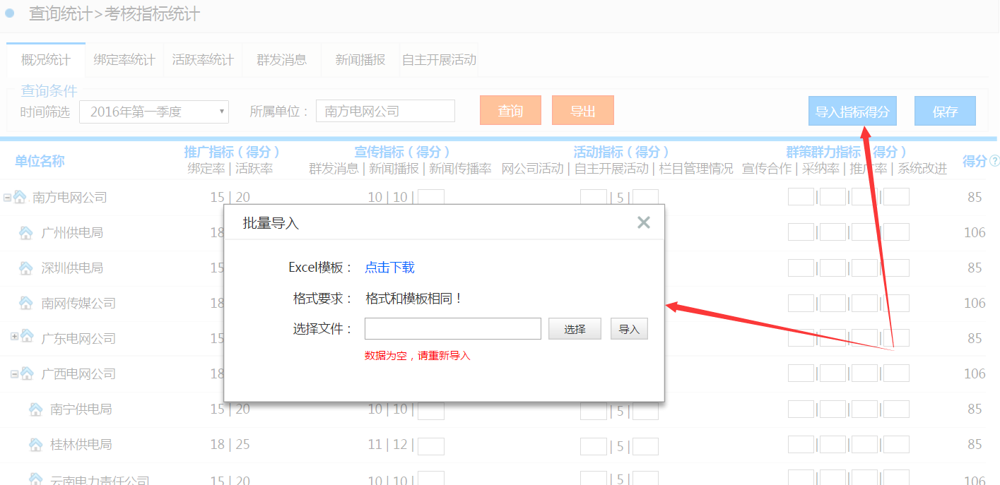 查询统计>考核指标统计
概况统计 绑定率统计 活跃率统计 群发消息 新闻播报 自主开展活动
查询条件
时间筛选 2016年第一季度 所属单位： 南方电网公司 查询 导出 导入指标得分 保存
单位名称 推广指标（得分） 宣传指标（得分） 活动指标（得分） 群策群力指标（得分） 得分?
绑定率 | 活跃率 群发消息 | 新闻播报 | 新闻传播率 网公司活动 | 自主开展活动 | 栏目管理情况 宣传合作 | 采纳率 | 推广率 | 系统改进
南方电网公司 15 | 20 10 | 10 | | 5 | | | | 85
广州供电局 18 | | | 106
深圳供电局 15 | | | 85
南网传媒公司 18 | | | 106
广东电网公司 15 | | | 85
广西电网公司 18 | | | 106
南宁供电局 15 | 20 10 | 10 | | 5 | | | | 85
桂林供电局 18 | 25 11 | 12 | | 5 | | | | 85
云南电力责任公司 15 | 20 10 | 10 | | 5 | | | | 106
批量导入
Excel模板： 点击下载
格式要求： 格式和模板相同！
选择文件： 选择 导入
数据为空，请重新导入